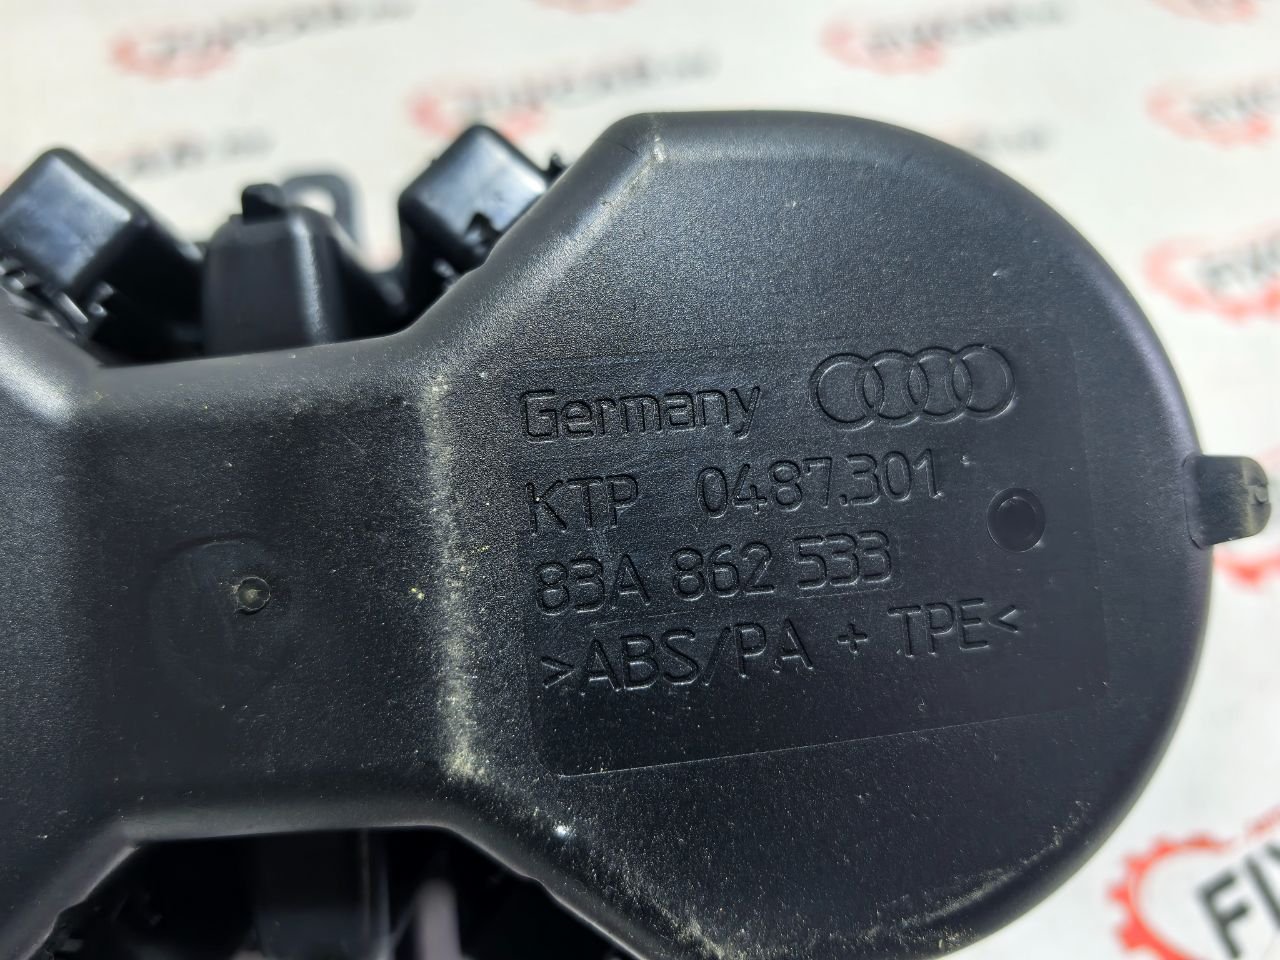 Germany
KTP 0487.301
83A 862 533
>ABS/PA + TPE<